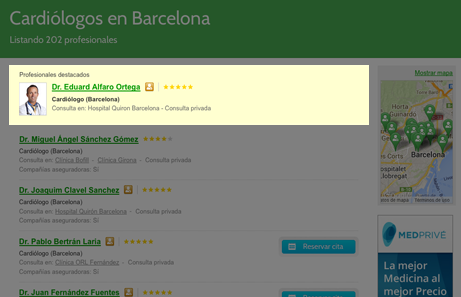 Cardiólogos en Barcelona
Listando 202 profesionales
Profesionales destacados
Dr. Eduard Alfaro Ortega
Cardiólogo (Barcelona)
Consulta en: Hospital Quiron Barcelona - Consulta privada
Dr. Miguel Ángel Sánchez Gómez
Cardiólogo (Barcelona)
Consulta en: Clínica Bofill - Clínica Girona - Consulta privada
Compañías aseguradoras: Sí
Dr. Joaquim Clavel Sanchez
Cardiólogo (Barcelona)
Consulta en: Hospital Quirón Barcelona - Consulta privada
Compañías aseguradoras: Sí
Dr. Pablo Bertrán Laria
Reservar cita
Cardiólogo (Barcelona)
Consulta en: Clínica ORL Fernández - Consulta privada
Compañías aseguradoras: Sí
Dr. Juan Fernández Fuentes
Mostrar mapa
Horta
Guinardó
Barcelona
MEDPRIVÉ
La mejor
Medicina al
mejor Precio